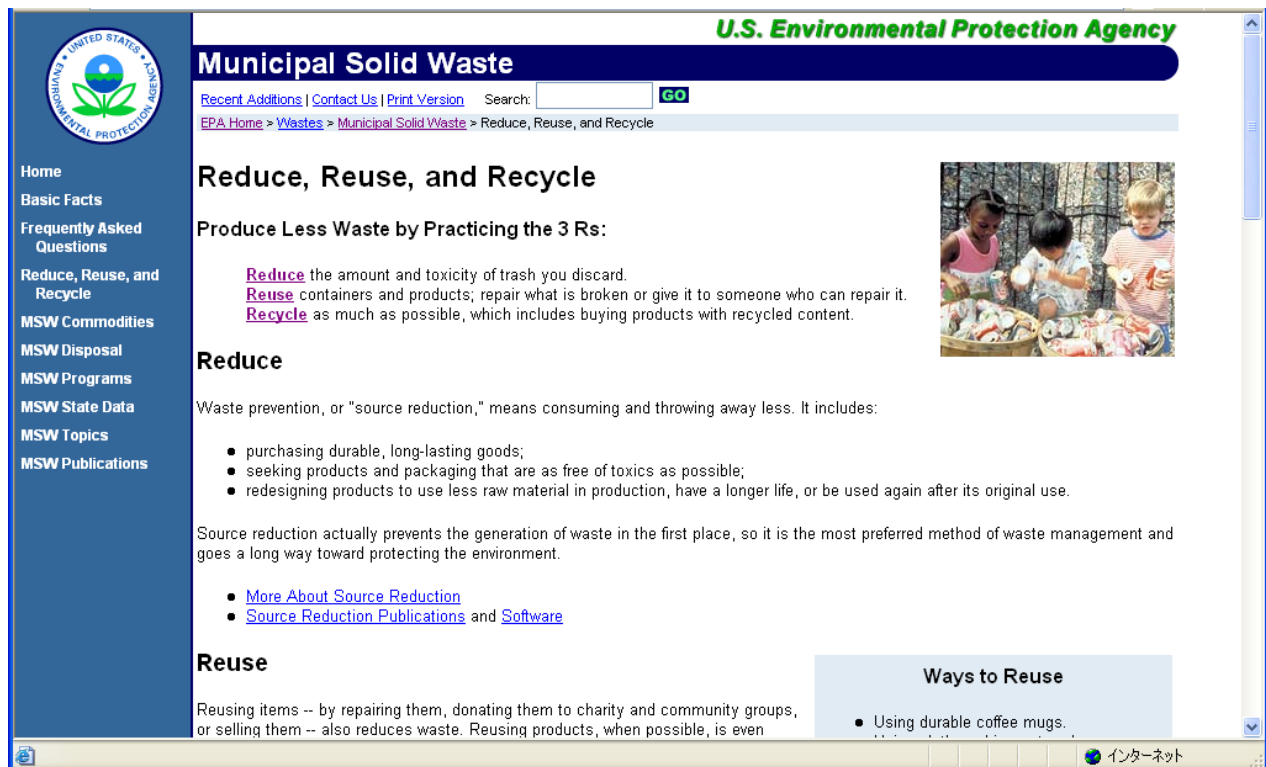 U.S. Environmental Protection Agency
UNITED STATES
ENVIRONMENTAL PROTECTION AGENCY
Municipal Solid Waste
Recent Additions | Contact Us | Print Version Search: GO
EPA Home > Wastes > Municipal Solid Waste > Reduce, Reuse, and Recycle
Home
Basic Facts
Frequently Asked
Questions
Reduce, Reuse, and
Recycle
MSW Commodities
MSW Disposal
MSW Programs
MSW State Data
MSW Topics
MSW Publications
Reduce, Reuse, and Recycle
Produce Less Waste by Practicing the 3 Rs:
Reduce the amount and toxicity of trash you discard.
Reuse containers and products; repair what is broken or give it to someone who can repair it.
Recycle as much as possible, which includes buying products with recycled content.
Reduce
Waste prevention, or "source reduction," means consuming and throwing away less. It includes:
• purchasing durable, long-lasting goods;
• seeking products and packaging that are as free of toxics as possible;
• redesigning products to use less raw material in production, have a longer life, or be used again after its original use.
Source reduction actually prevents the generation of waste in the first place, so it is the most preferred method of waste management and
goes a long way toward protecting the environment.
• More About Source Reduction
• Source Reduction Publications and Software
Reuse
Reusing items -- by repairing them, donating them to charity and community groups,
or selling them -- also reduces waste. Reusing products, when possible, is even
Ways to Reuse
• Using durable coffee mugs.
インターネット